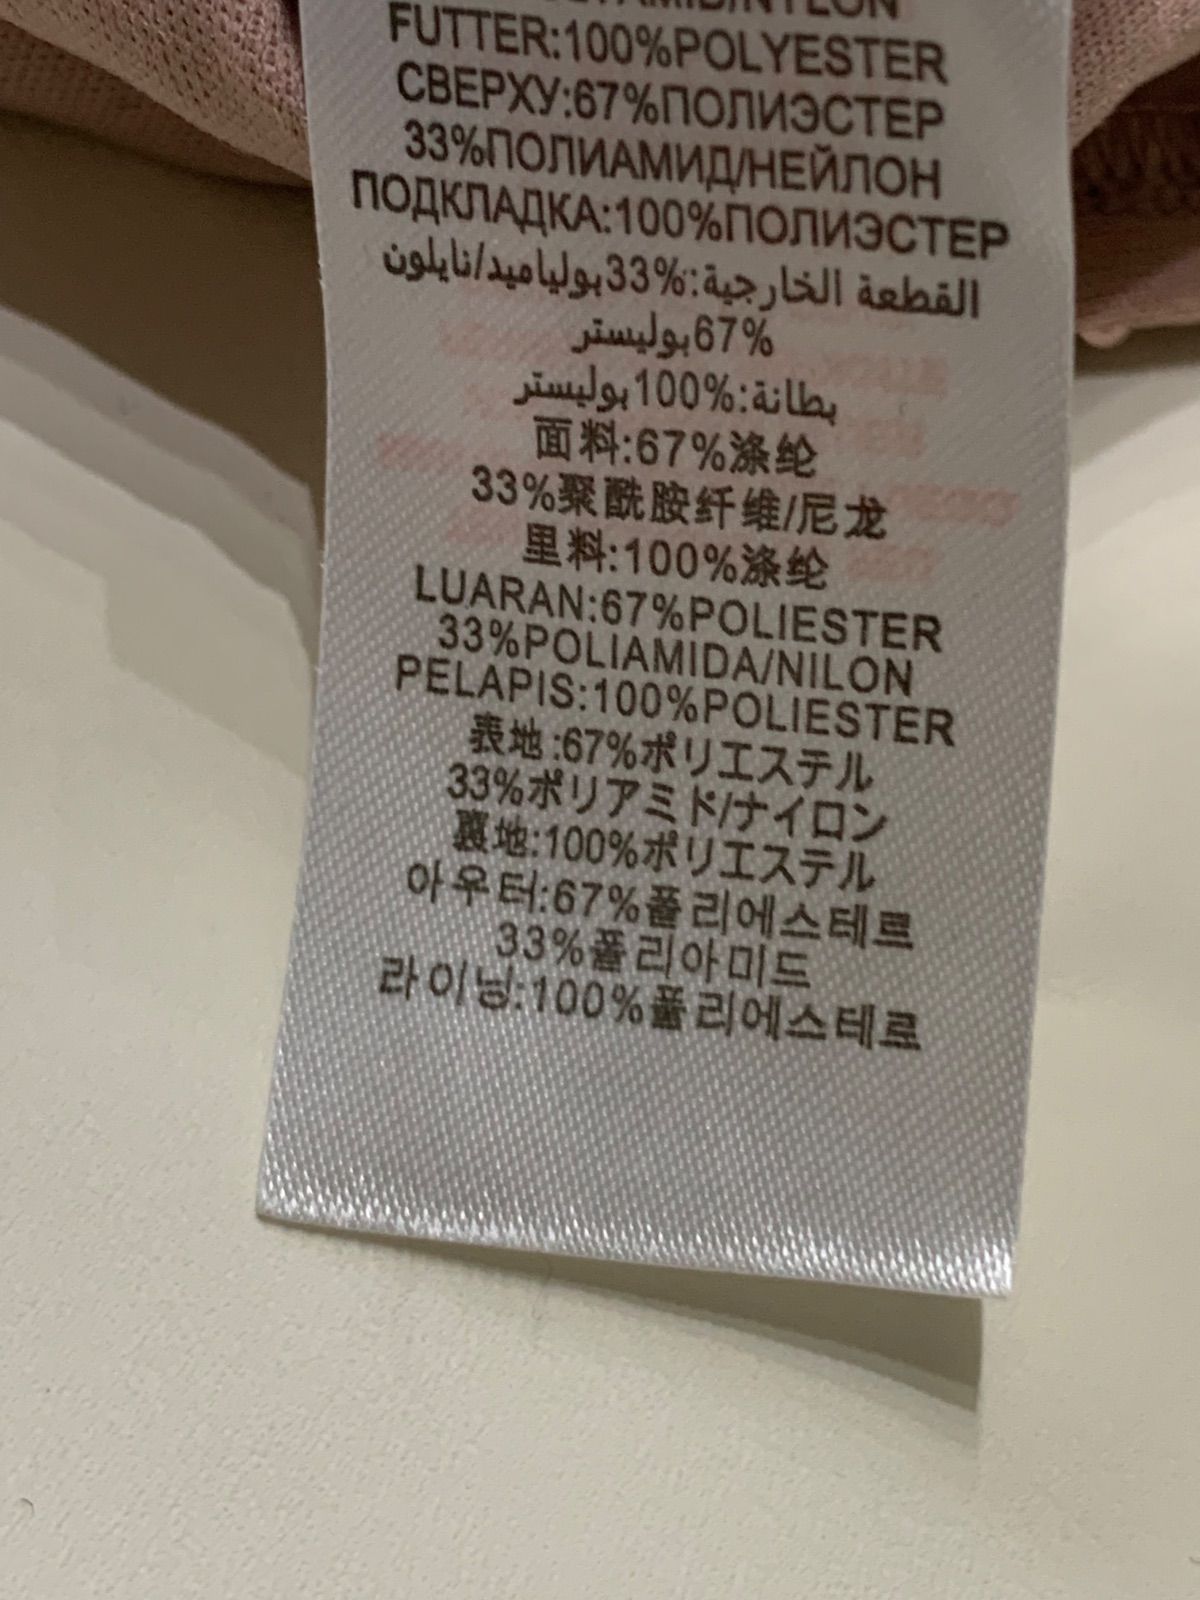 FUTTER:100%POLYESTER
СВЕРХУ:67%ПОЛИЭСТЕР
33%ПОЛИАМИД/НЕЙЛОН
ПОДКЛАДКА:100%ПОЛИЭСТЕР
القطعة الخارجية:33%بولياميد/نايلون
67%بوليستر
بطانة:100%بوليستر
面料:67%涤纶
33%聚酰胺纤维/尼龙
里料:100%涤纶
LUARAN:67%POLIESTER
33%POLIAMIDA/NILON
PELAPIS:100%POLIESTER
表地:67%ポリエステル
33%ポリアミド/ナイロン
裏地:100%ポリエステル
아우터:67%폴리에스테르
33%폴리아미드
라이닝:100%폴리에스테르